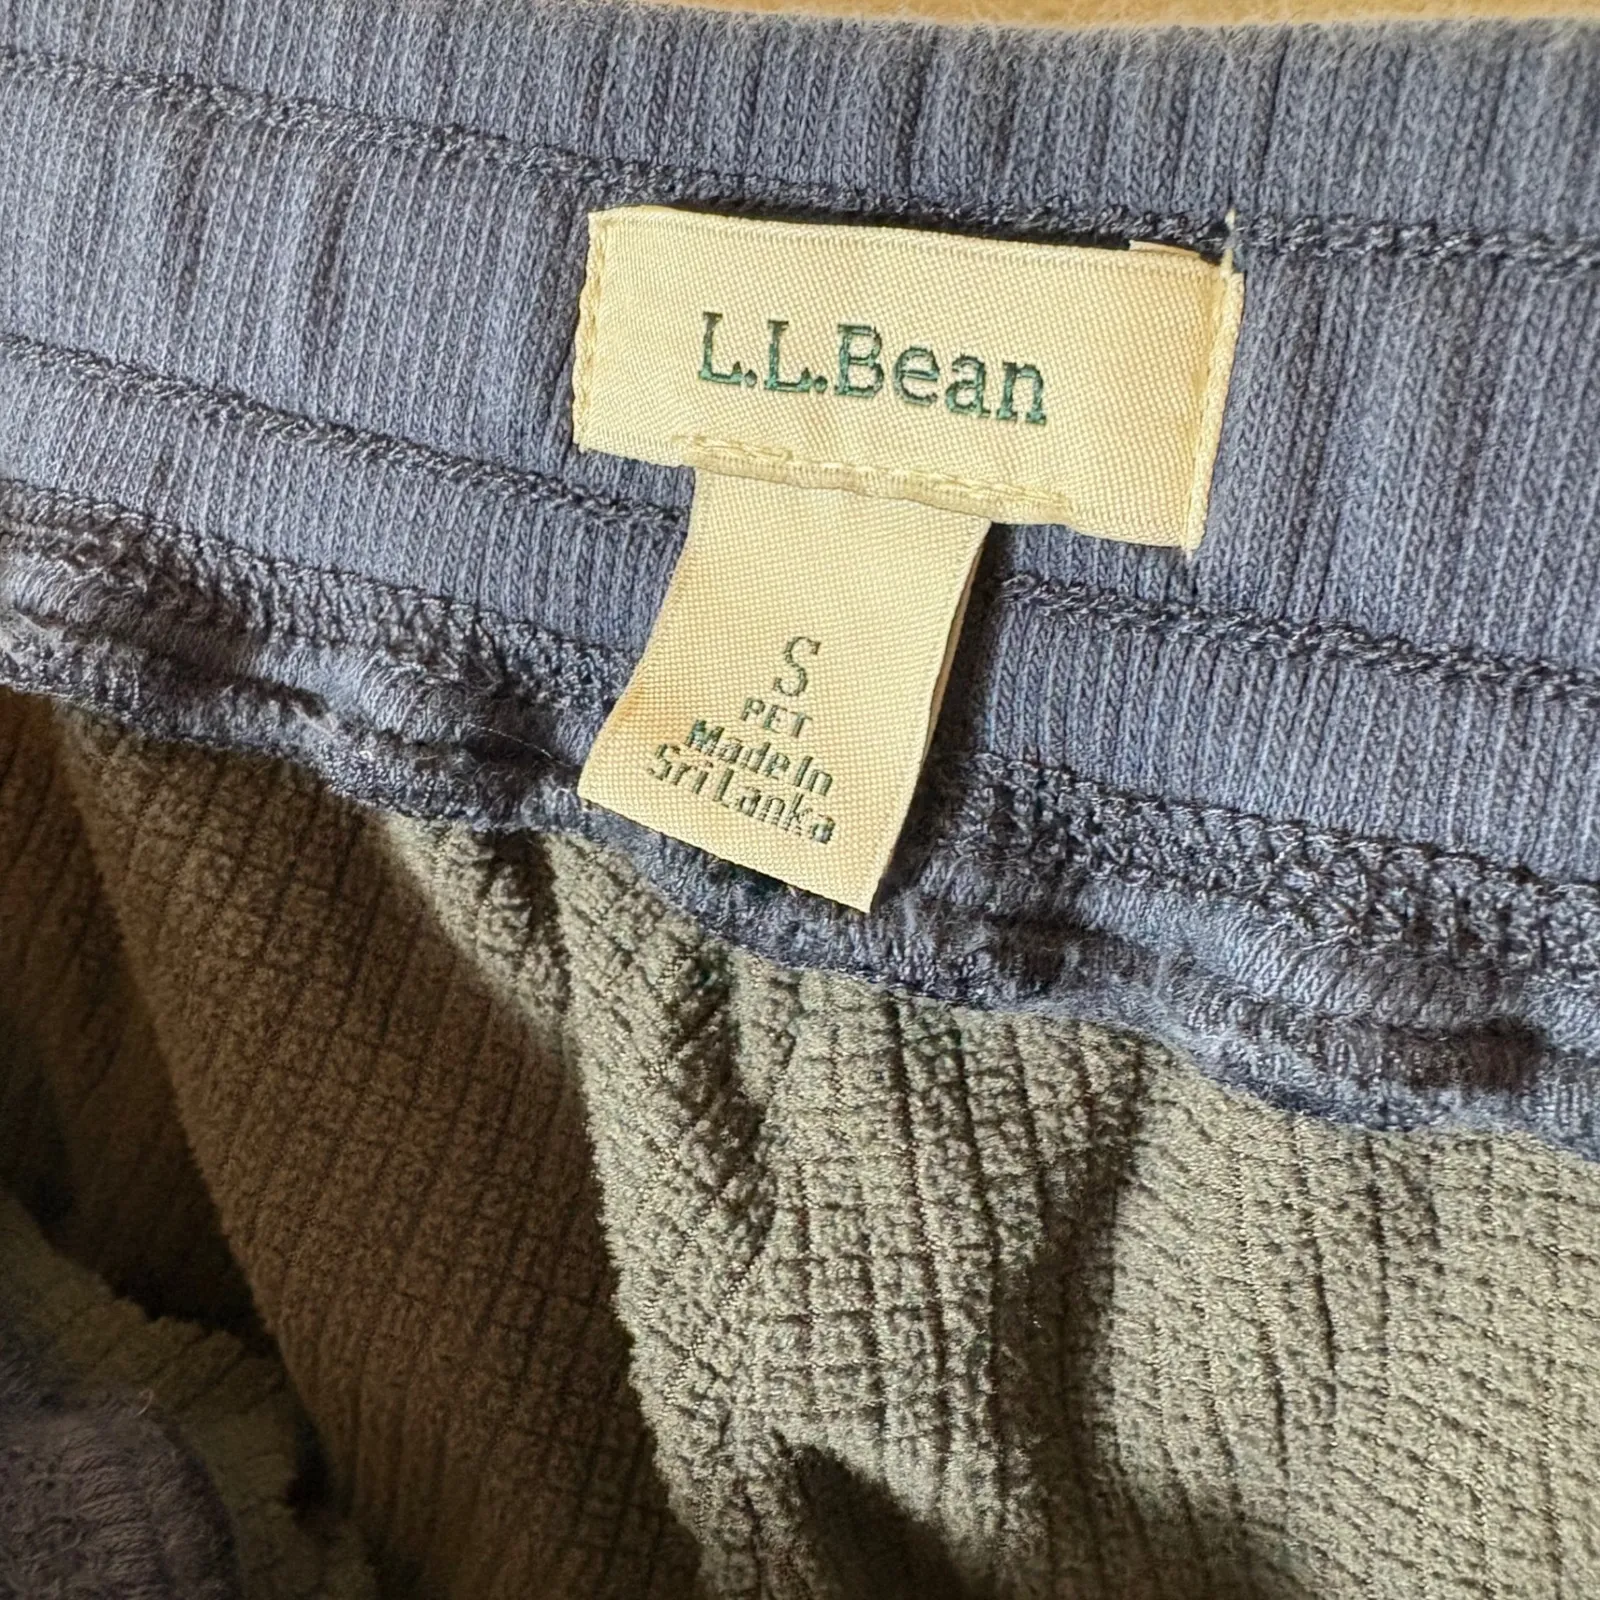 L.L.Bean
S
PET
Made In
Sri Lanka